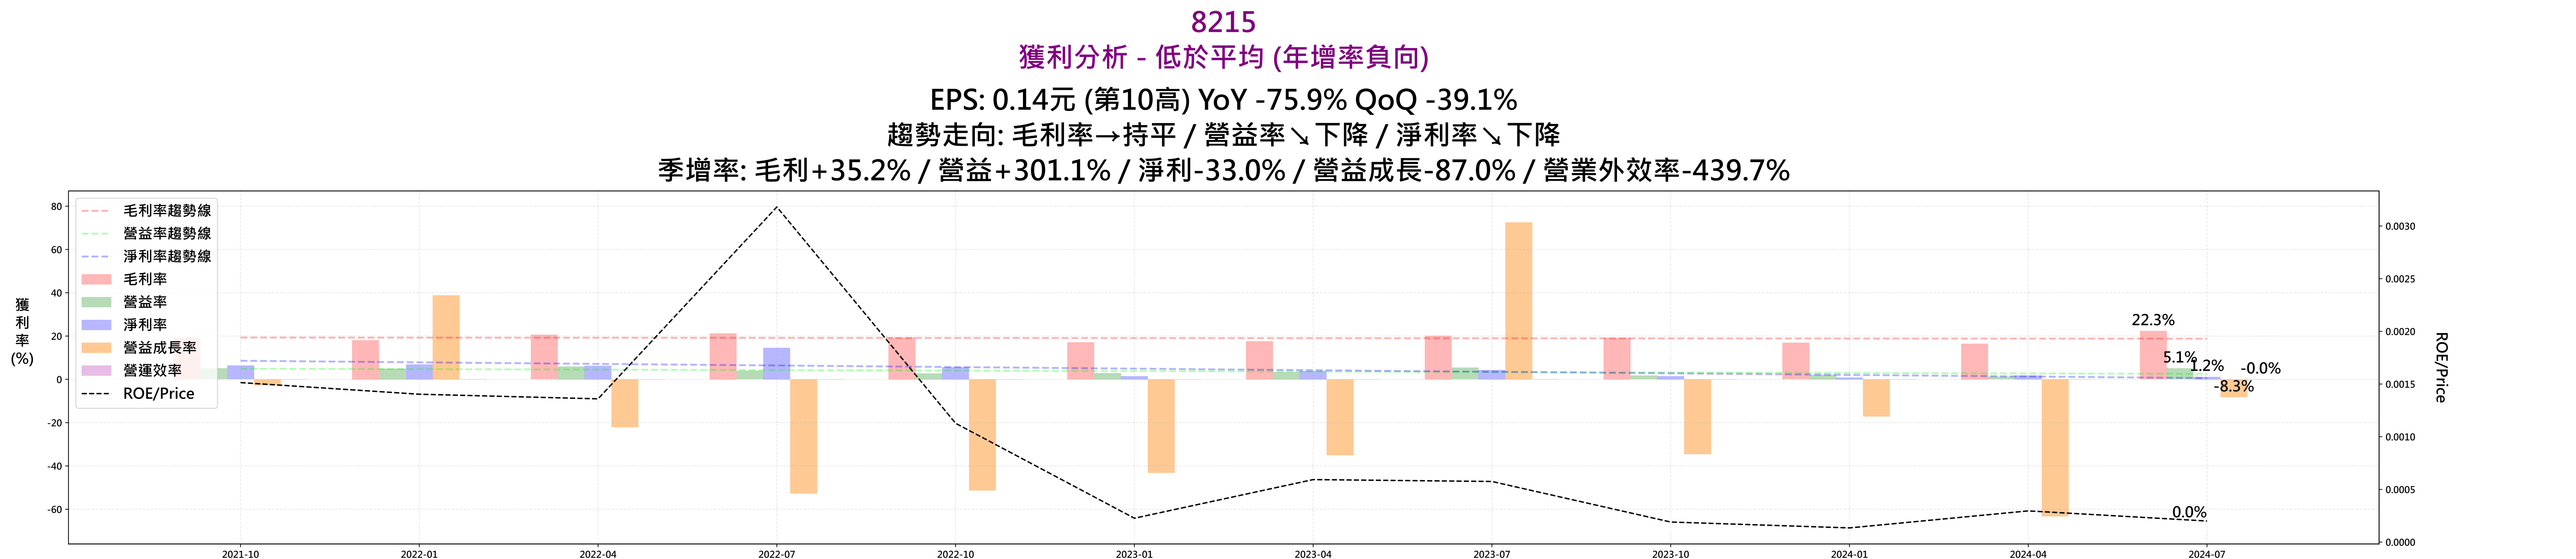 8215
獲利分析 - 低於平均 (年增率負向)
EPS: 0.14元 (第10高) YoY -75.9% QoQ -39.1%
趨勢走向: 毛利率→持平 / 營益率↘下降 / 淨利率↘下降
季增率: 毛利+35.2% / 營益+301.1% / 淨利-33.0% / 營益成長-87.0% / 營業外效率-439.7%
獲利率(%)
80
60
40
20
0
-20
-40
-60
毛利率趨勢線
營益率趨勢線
淨利率趨勢線
毛利率
營益率
淨利率
營益成長率
營運效率
ROE/Price
22.3%
5.1%
1.2%
-0.0%
-8.3%
0.0%
0.0030
0.0025
0.0020
0.0015
0.0010
0.0005
0.0000
ROE/Price
2021-10
2022-01
2022-04
2022-07
2022-10
2023-01
2023-04
2023-07
2023-10
2024-01
2024-04
2024-07